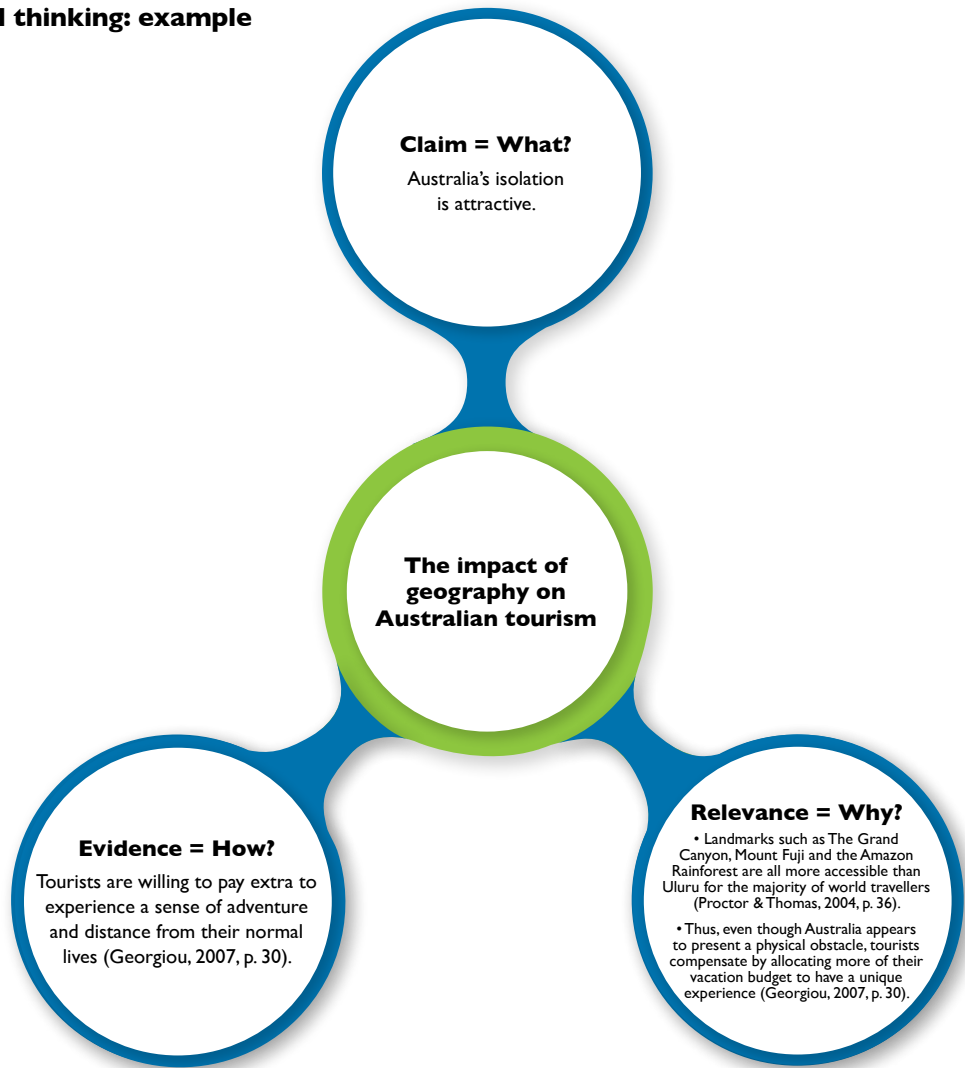 l thinking: example
Claim = What?
Australia’s isolation
is attractive.
The impact of
geography on
Australian tourism
Evidence = How?
Tourists are willing to pay extra to
experience a sense of adventure
and distance from their normal
lives (Georgiou, 2007, p. 30).
Relevance = Why?
• Landmarks such as The Grand
Canyon, Mount Fuji and the Amazon
Rainforest are all more accessible than
Uluru for the majority of world travellers
(Proctor & Thomas, 2004, p. 36).
• Thus, even though Australia appears
to present a physical obstacle, tourists
compensate by allocating more of their
vacation budget to have a unique
experience (Georgiou, 2007, p. 30).